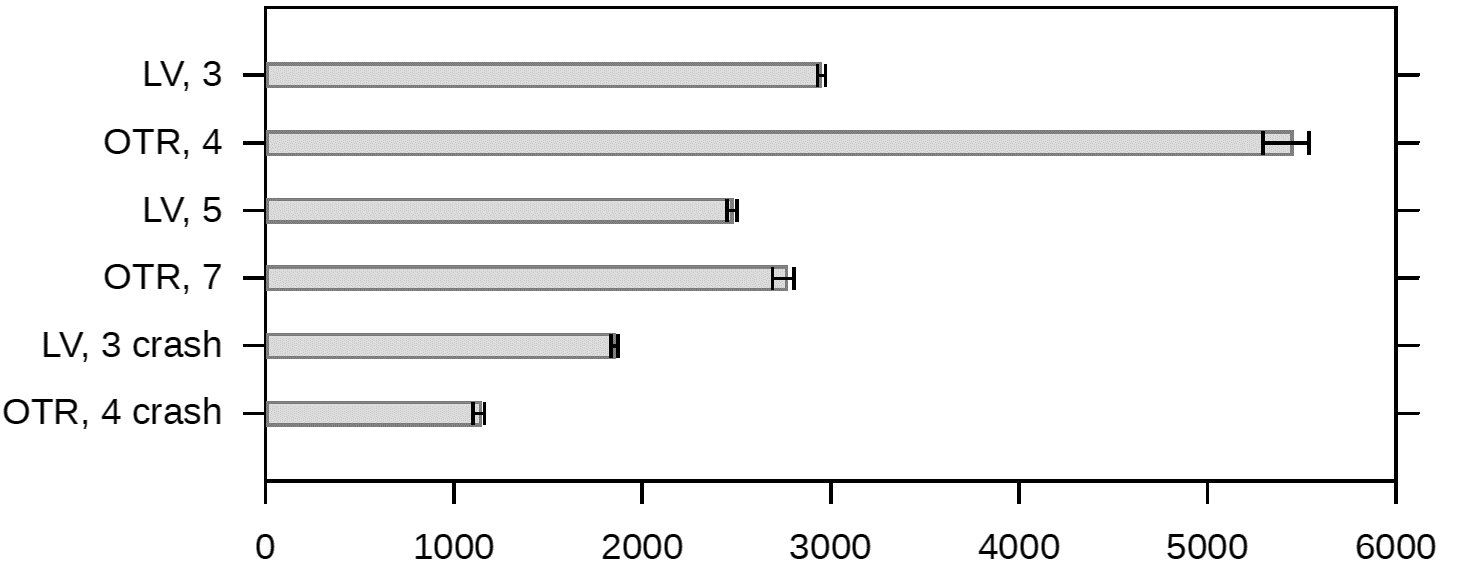 LV, 3
OTR, 4
LV, 5
OTR, 7
LV, 3 crash
OTR, 4 crash
0 1000 2000 3000 4000 5000 6000